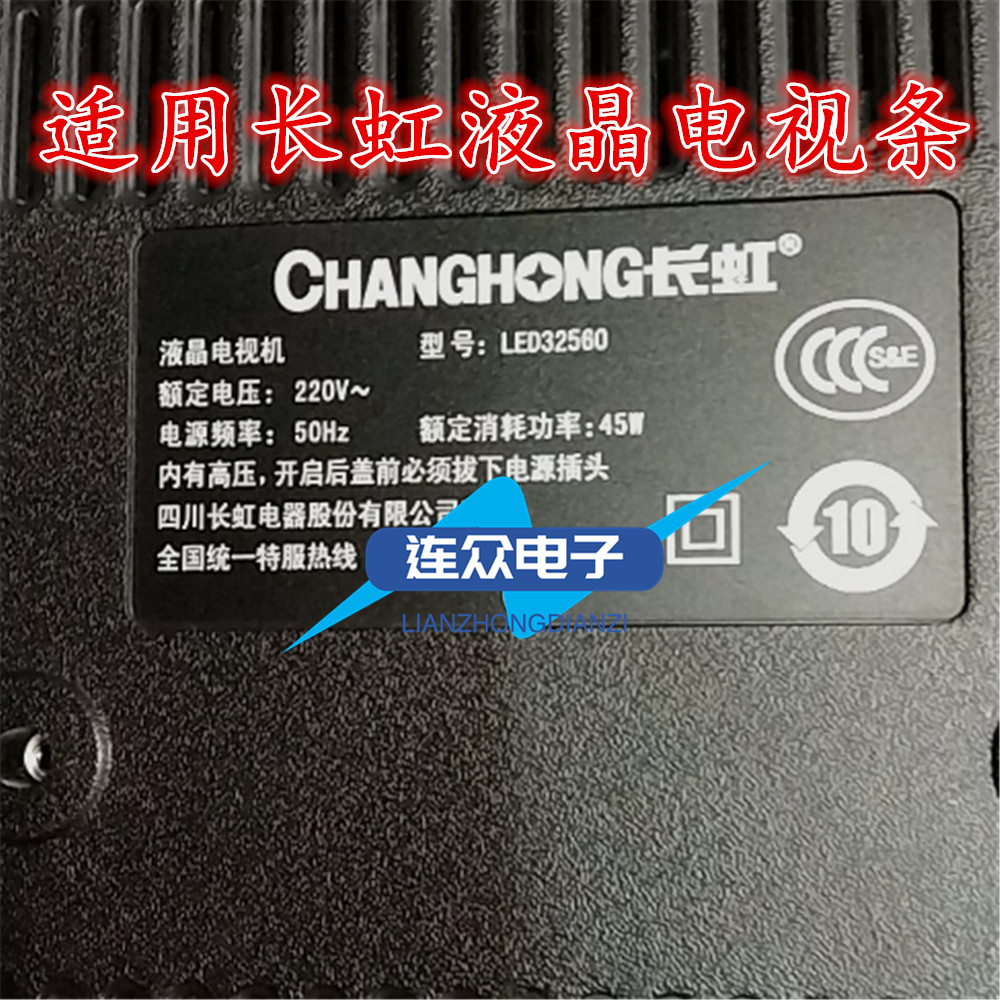 适用长虹液晶电视条
CHANGHONG长虹®
液晶电视机 型号：LED32560
额定电压：220V～
电源频率：50Hz 额定消耗功率：45W
内有高压，开启后盖前必须拔下电源插头
四川长虹电器股份有限公司
全国统一特服热线
CCC S&E
10
连众电子
LIANZHONGDIANZI